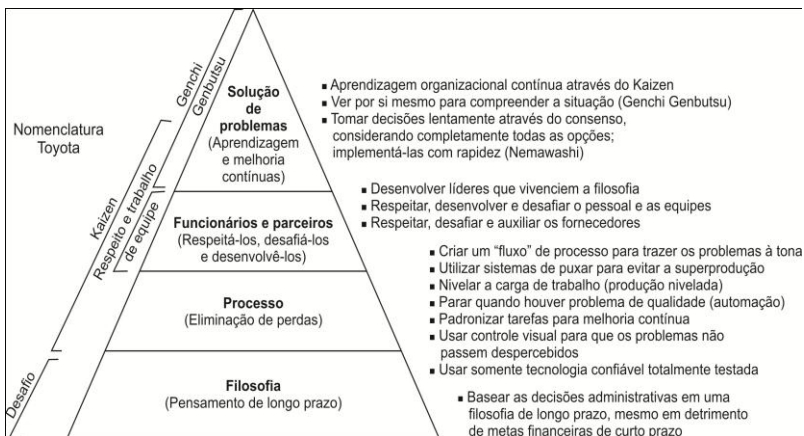 Nomenclatura
Toyota
Genchi
Genbutsu
Kaizen
Respeito e trabalho
de equipe
Desafio
Solução
de
problemas
(Aprendizagem
e melhoria
contínuas)
▪ Aprendizagem organizacional contínua através do Kaizen
▪ Ver por si mesmo para compreender a situação (Genchi Genbutsu)
▪ Tomar decisões lentamente através do consenso,
considerando completamente todas as opções;
implementá-las com rapidez (Nemawashi)
Funcionários e parceiros
(Respeitá-los, desafiá-los
e desenvolvê-los)
▪ Desenvolver líderes que vivenciem a filosofia
▪ Respeitar, desenvolver e desafiar o pessoal e as equipes
▪ Respeitar, desafiar e auxiliar os fornecedores
Processo
(Eliminação de perdas)
▪ Criar um “fluxo” de processo para trazer os problemas à tona
▪ Utilizar sistemas de puxar para evitar a superprodução
▪ Nivelar a carga de trabalho (produção nivelada)
▪ Parar quando houver problema de qualidade (automação)
▪ Padronizar tarefas para melhoria contínua
▪ Usar controle visual para que os problemas não
passem despercebidos
▪ Usar somente tecnologia confiável totalmente testada
Filosofia
(Pensamento de longo prazo)
▪ Basear as decisões administrativas em uma
filosofia de longo prazo, mesmo em detrimento
de metas financeiras de curto prazo